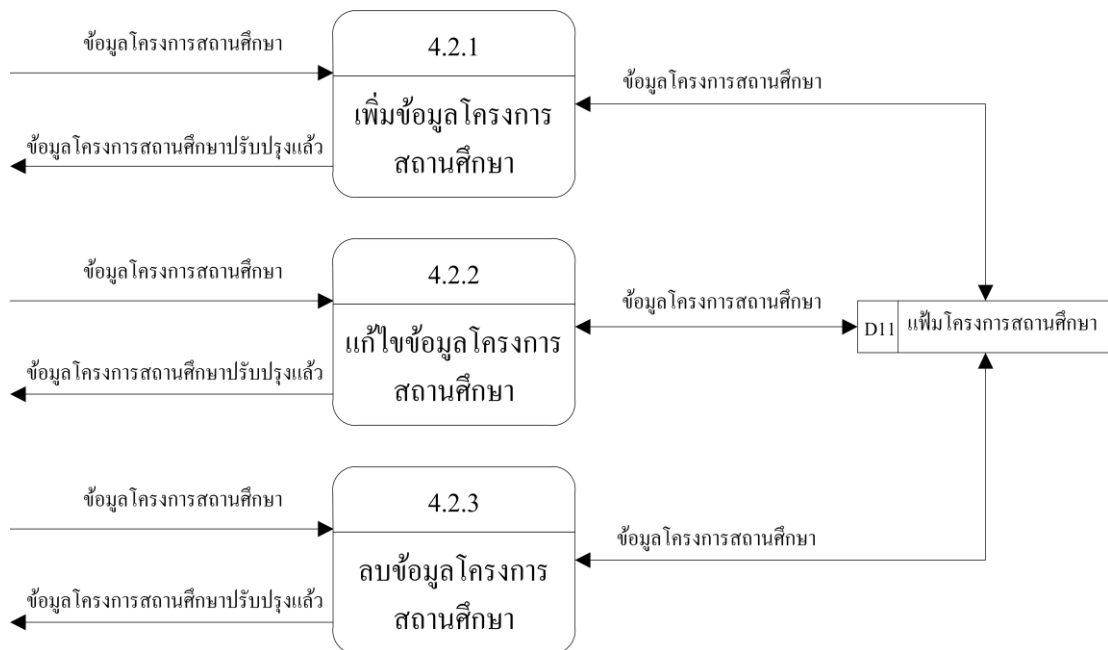 ข้อมูลโครงการสถานศึกษา
4.2.1
ข้อมูลโครงการสถานศึกษา
เพิ่มข้อมูลโครงการ
ข้อมูลโครงการสถานศึกษาปรับปรุงแล้ว
สถานศึกษา
ข้อมูลโครงการสถานศึกษา
4.2.2
ข้อมูลโครงการสถานศึกษา
D11 แฟ้มโครงการสถานศึกษา
แก้ไขข้อมูลโครงการ
ข้อมูลโครงการสถานศึกษาปรับปรุงแล้ว
สถานศึกษา
ข้อมูลโครงการสถานศึกษา
4.2.3
ข้อมูลโครงการสถานศึกษา
ลบข้อมูลโครงการ
ข้อมูลโครงการสถานศึกษาปรับปรุงแล้ว
สถานศึกษา